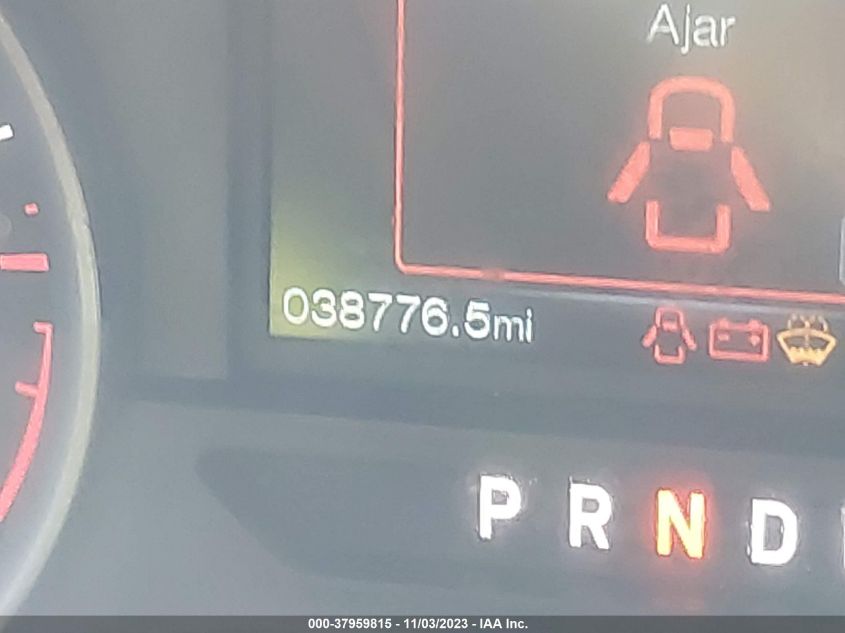 Ajar
038776.5mi
P R N D
000-37959815 - 11/03/2023 - IAA Inc.